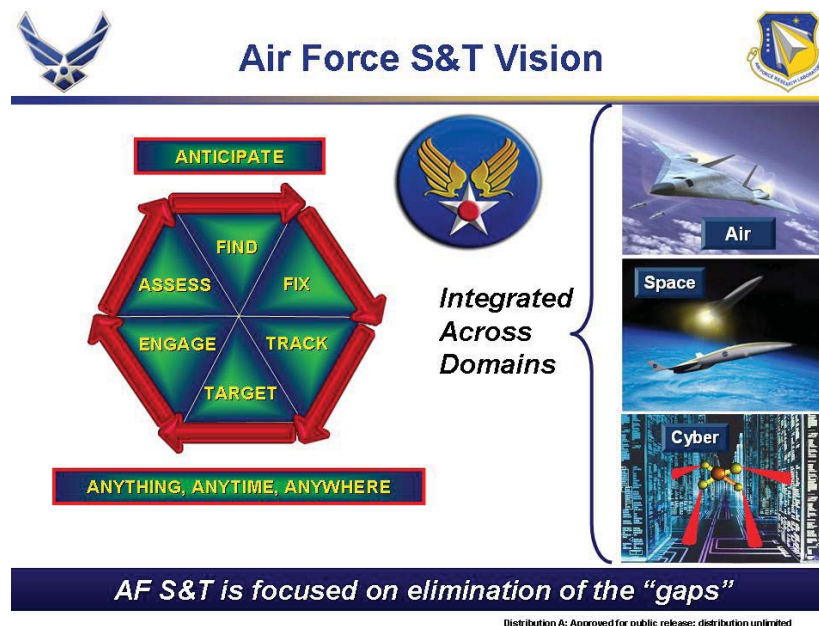 Air Force S&T Vision
ANTICIPATE
FIND
FIX
TRACK
TARGET
ENGAGE
ASSESS
ANYTHING, ANYTIME, ANYWHERE
Integrated
Across
Domains
Air
Space
Cyber
AF S&T is focused on elimination of the “gaps”
Distribution A: Approved for public release; distribution unlimited